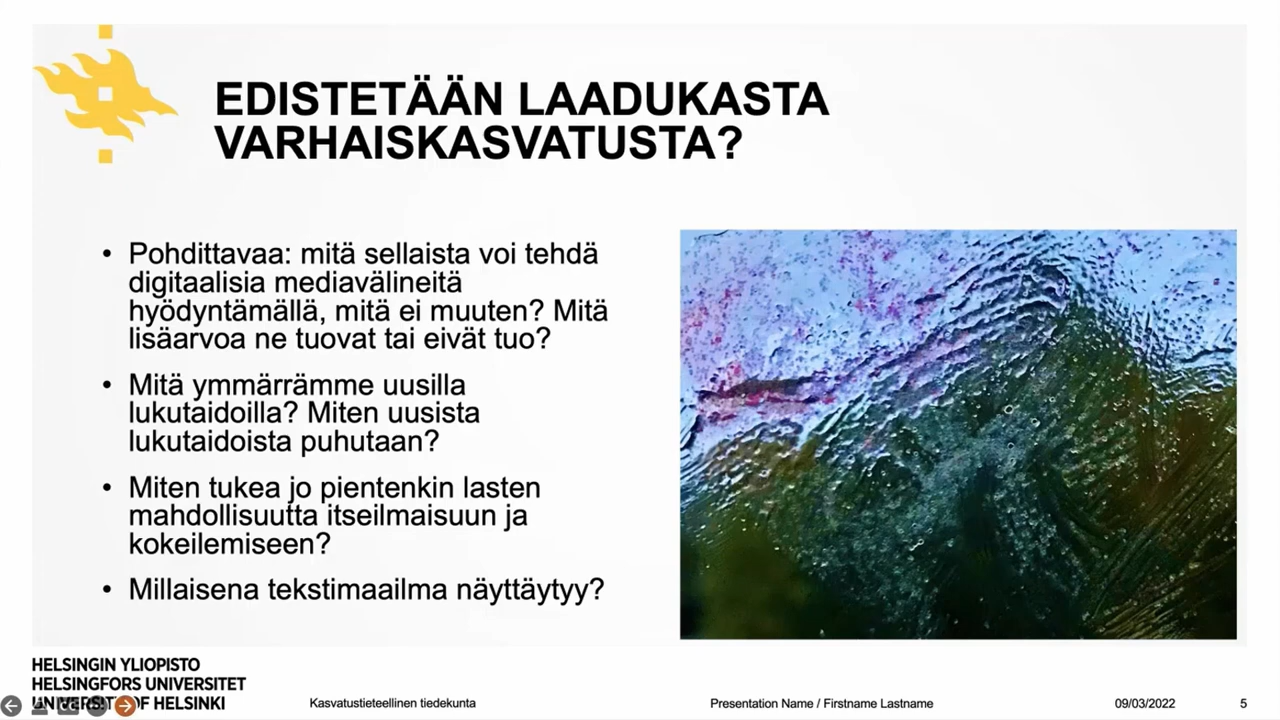 EDISTETÄÄN LAADUKASTA
VARHAISKASVATUSTA?
• Pohdittavaa: mitä sellaista voi tehdä
digitaalisia mediavälineitä
hyödyntämällä, mitä ei muuten? Mitä
lisäarvoa ne tuovat tai eivät tuo?
• Mitä ymmärrämme uusilla
lukutaidoilla? Miten uusista
lukutaidoista puhutaan?
• Miten tukea jo pientenkin lasten
mahdollisuutta itseilmaisuun ja
kokeilemiseen?
• Millaisena tekstimaailma näyttäytyy?
HELSINGIN YLIOPISTO
HELSINGFORS UNIVERSITET
UNIVERSITY OF HELSINKI
Kasvatustieteellinen tiedekunta
Presentation Name / Firstname Lastname
09/03/2022
5